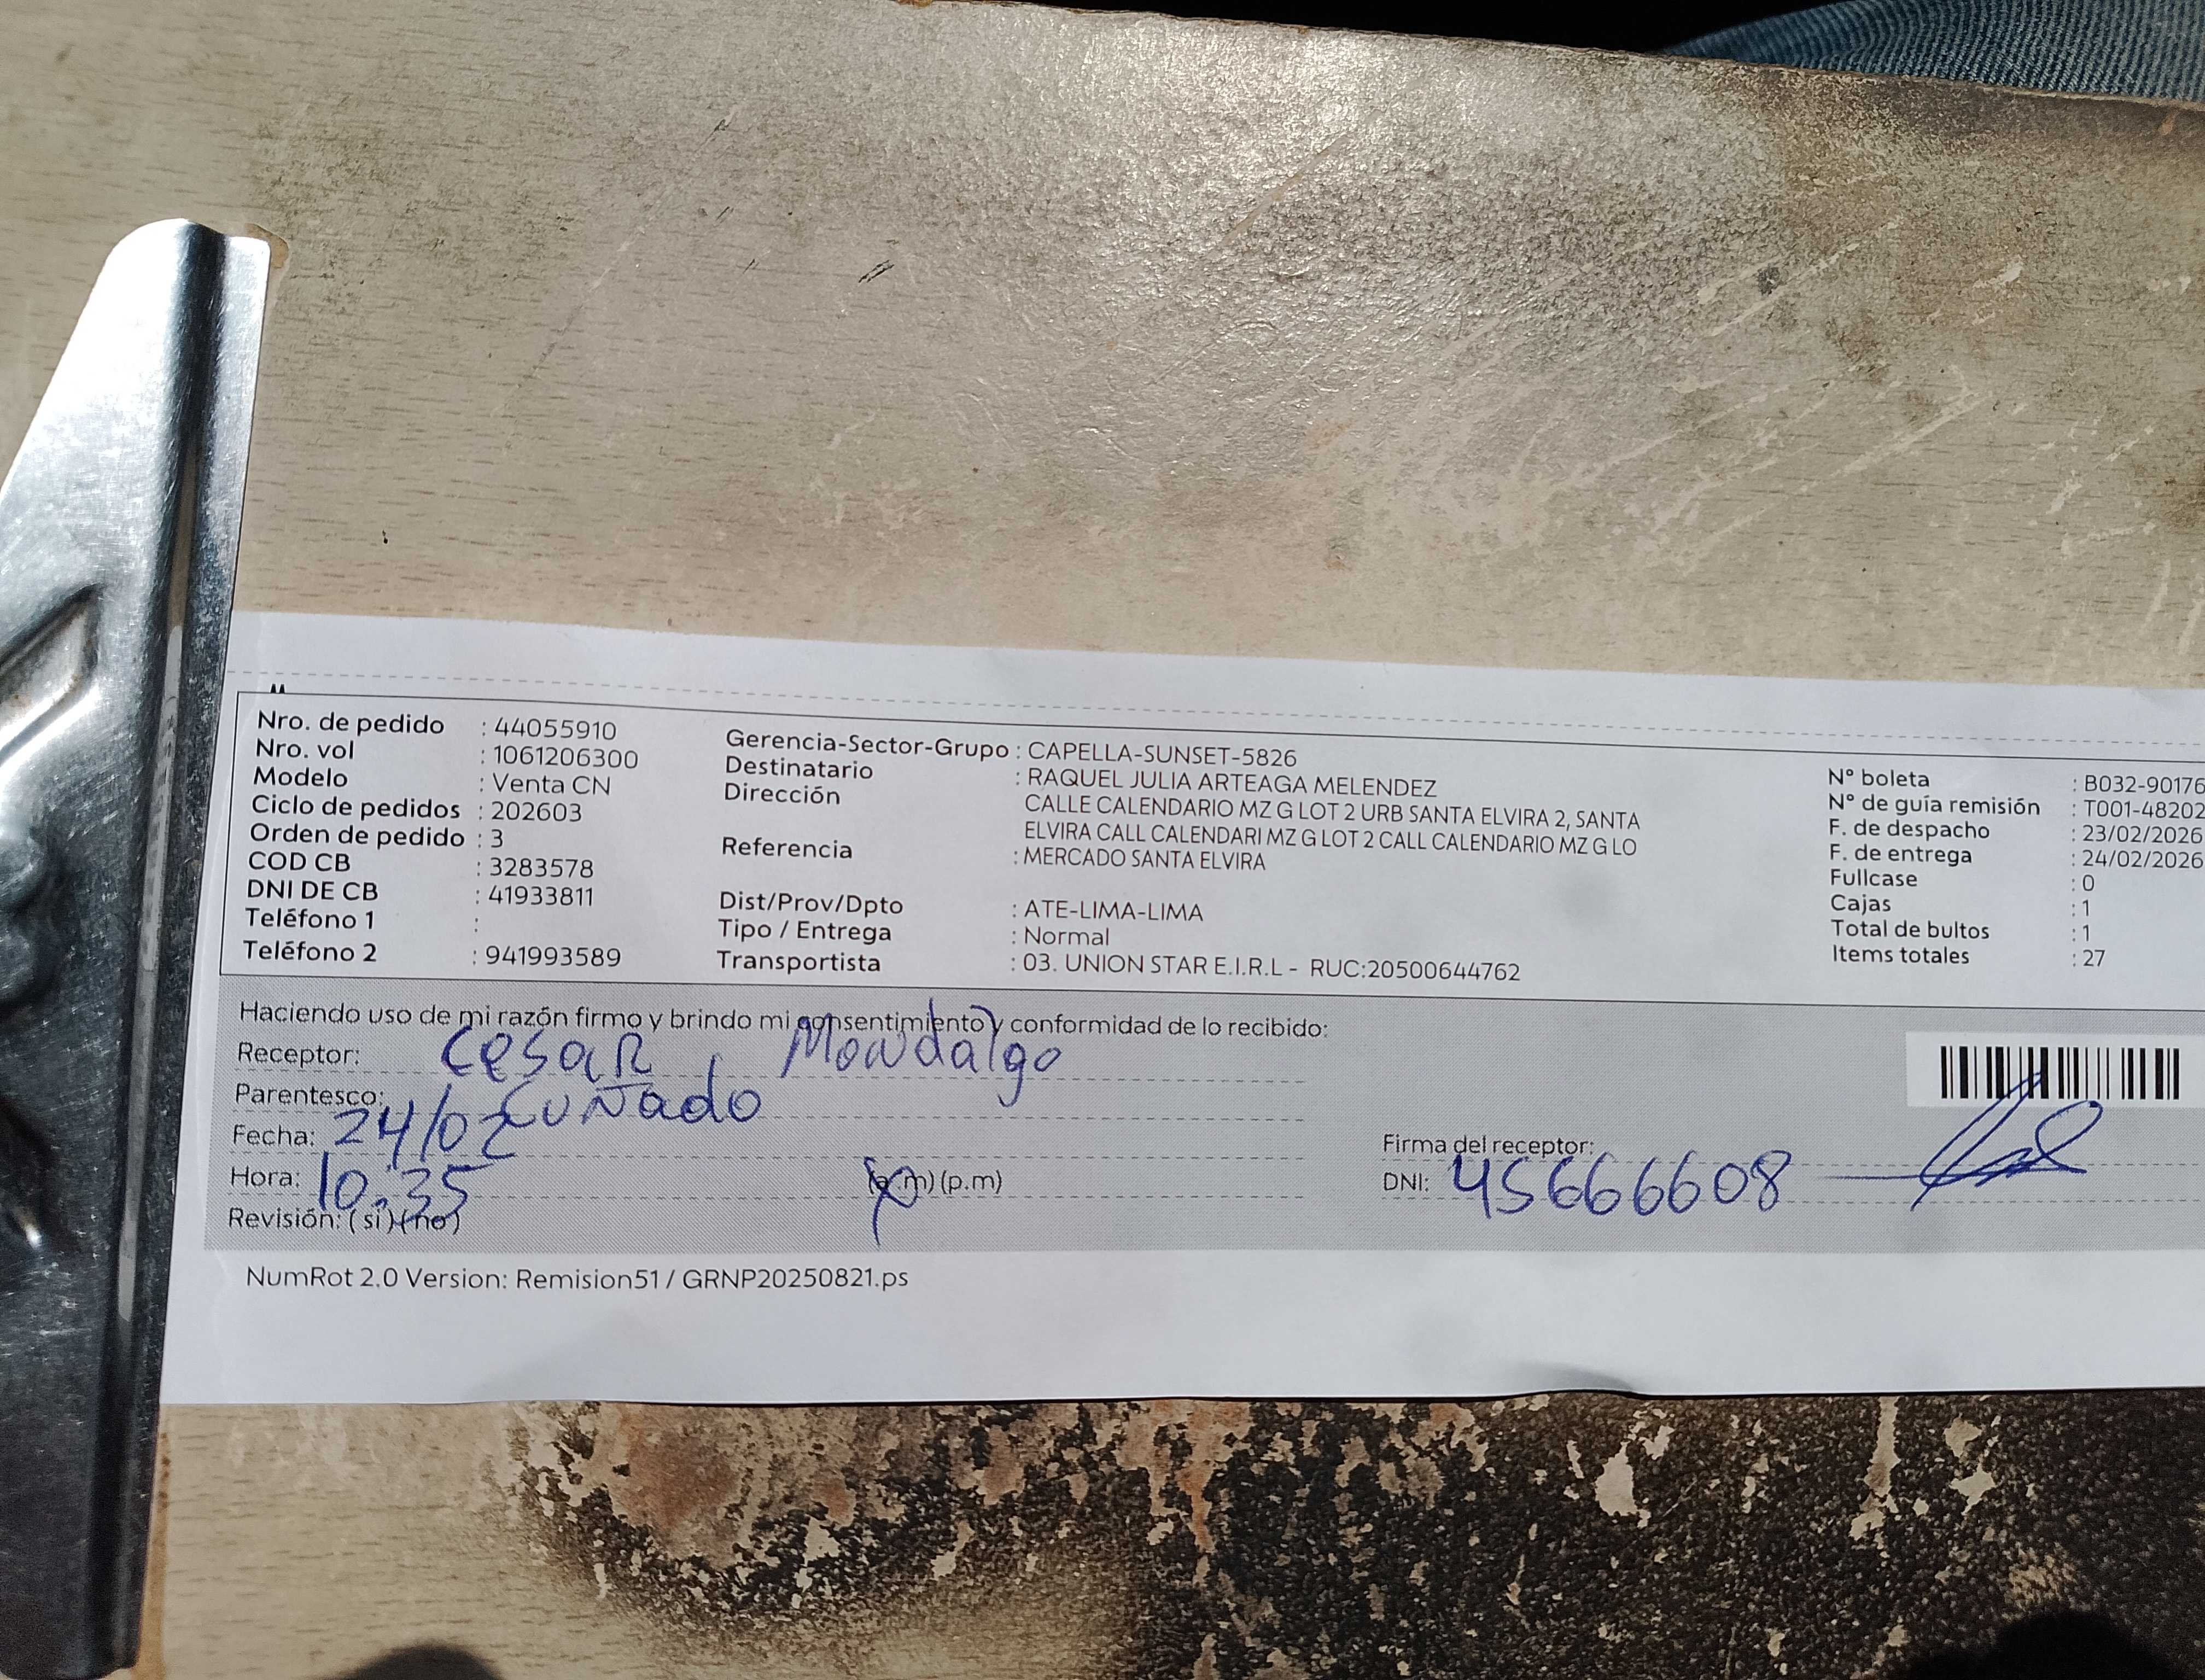 Nro. de pedido : 44055910
Nro. vol : 1061206300
Modelo : Venta CN
Ciclo de pedidos : 202603
Orden de pedido : 3
COD CB : 3283578
DNI DE CB : 41933811
Teléfono 1 :
Teléfono 2 : 941993589
Gerencia-Sector-Grupo : CAPELLA-SUNSET-5826
Destinatario : RAQUEL JULIA ARTEAGA MELENDEZ
Dirección CALLE CALENDARIO MZ G LOT 2 URB SANTA ELVIRA 2, SANTA
ELVIRA CALL CALENDARI MZ G LOT 2 CALL CALENDARIO MZ G LO
Referencia : MERCADO SANTA ELVIRA
Dist/Prov/Dpto : ATE-LIMA-LIMA
Tipo / Entrega : Normal
Transportista : 03. UNION STAR E.I.R.L - RUC:20500644762
N° boleta : B032-90176
N° de guía remisión : T001-48202
F. de despacho : 23/02/2026
F. de entrega : 24/02/2026
Fullcase : 0
Cajas : 1
Total de bultos : 1
Items totales : 27
Haciendo uso de mi razón firmo y brindo mi consentimiento y conformidad de lo recibido:
Receptor: Cesar Mondalgo
Parentesco: Cuñado
Fecha: 24/02
Hora: 10:35 (a.m) (p.m)
Revisión: ( si ) ( no )
Firma del receptor:
DNI: 45666608
NumRot 2.0 Version: Remision51 / GRNP20250821.ps